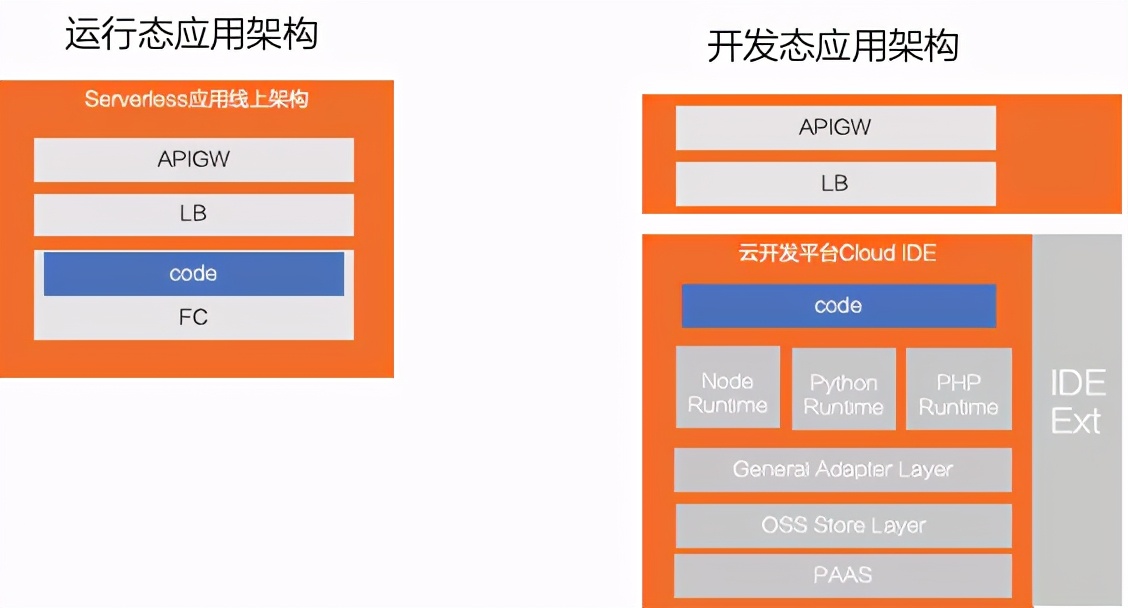 运行态应用架构
Serverless应用线上架构
APIGW
LB
code
FC
开发态应用架构
APIGW
LB
云开发平台Cloud IDE
code
Node
Runtime
Python
Runtime
PHP
Runtime
General Adapter Layer
OSS Store Layer
PAAS
IDE
Ext